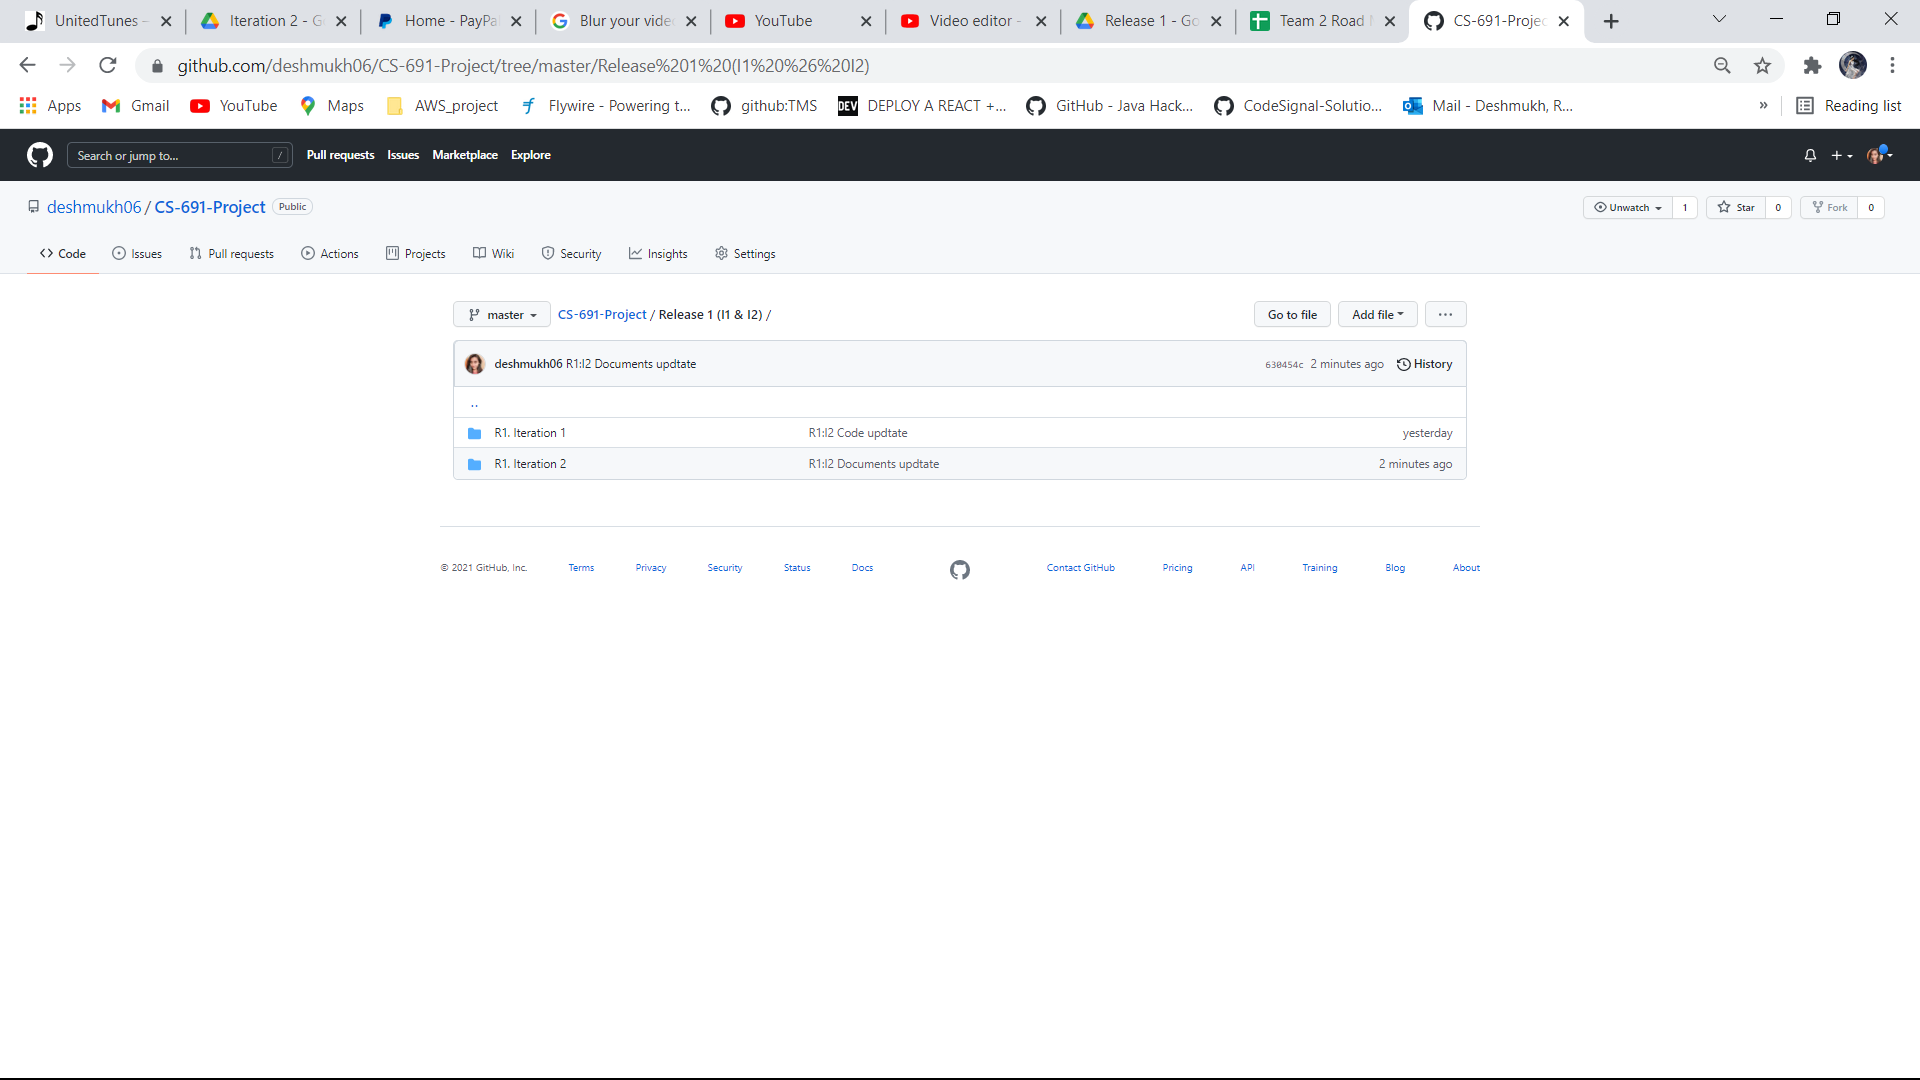 UnitedTunes – Iteration 2 - G Home - PayPa Blur your vide YouTube Video editor - Release 1 - Go Team 2 Road CS-691-Projec
github.com/deshmukh06/CS-691-Project/tree/master/Release%201%20(I1%20%26%20I2)
Apps Gmail YouTube Maps AWS_project Flywire - Powering t... github:TMS DEV DEPLOY A REACT +... GitHub - Java Hack... CodeSignal-Solutio... Mail - Deshmukh, R... » Reading list
Search or jump to... / Pull requests Issues Marketplace Explore
deshmukh06 / CS-691-Project Public Unwatch 1 Star 0 Fork 0
Code Issues Pull requests Actions Projects Wiki Security Insights Settings
master CS-691-Project / Release 1 (I1 & I2) / Go to file Add file ...
deshmukh06 R1:I2 Documents updtate 630454c 2 minutes ago History
..
R1. Iteration 1 R1:I2 Code updtate yesterday
R1. Iteration 2 R1:I2 Documents updtate 2 minutes ago
© 2021 GitHub, Inc. Terms Privacy Security Status Docs Contact GitHub Pricing API Training Blog About